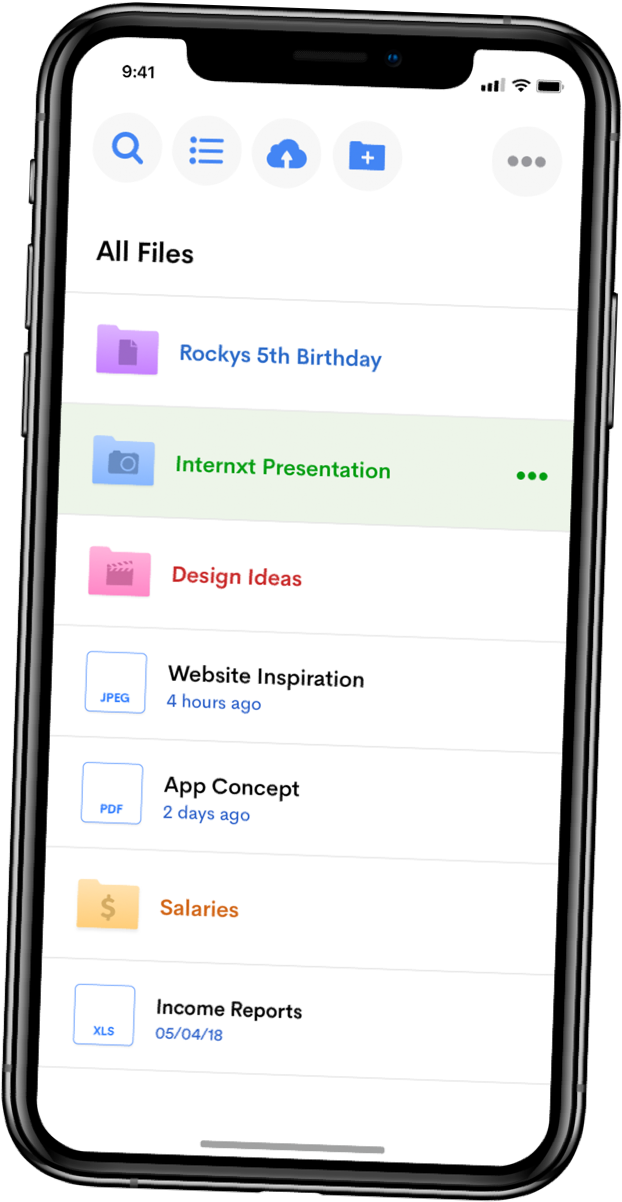 9:41
All Files
Rockys 5th Birthday
Internxt Presentation
Design Ideas
JPEG
Website Inspiration
4 hours ago
PDF
App Concept
2 days ago
$
Salaries
XLS
Income Reports
05/04/18